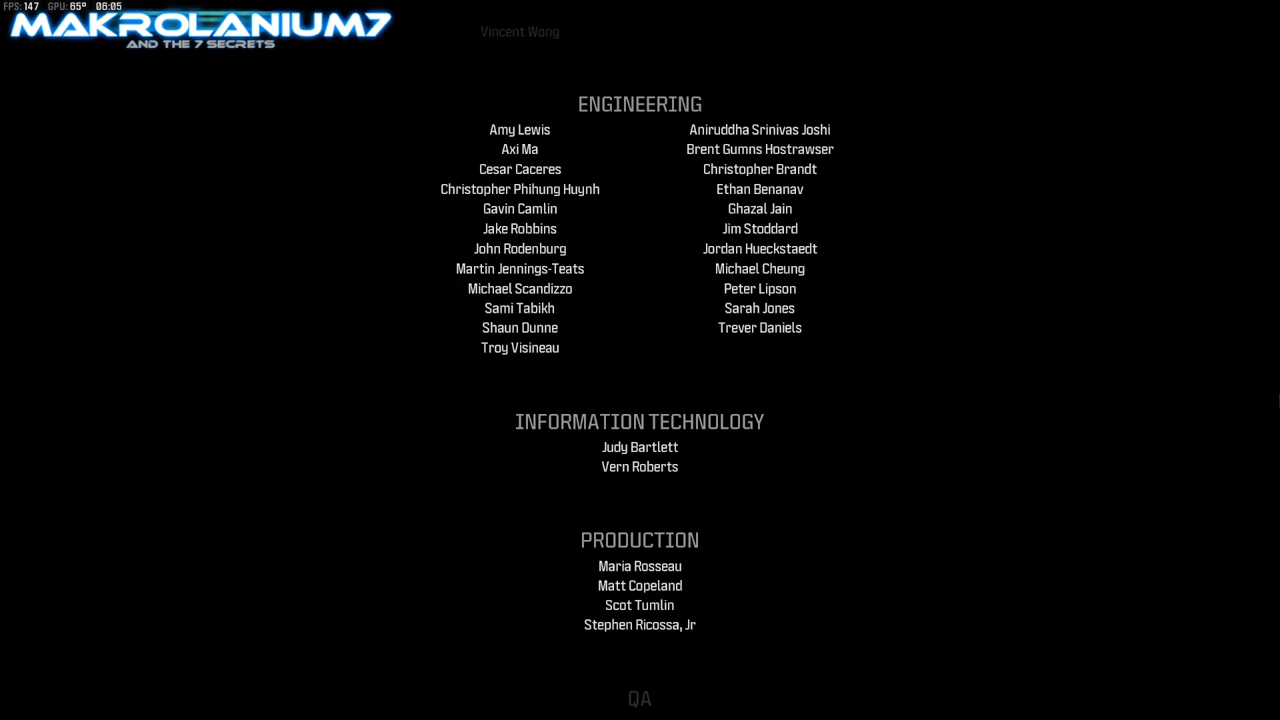 FPS: 147 GPU: 65° 06:05
MAKROLANIUM7
AND THE 7 SECRETS
Vincent Wong
ENGINEERING
Amy Lewis
Axi Ma
Cesar Caceres
Christopher Phihung Huynh
Gavin Camlin
Jake Robbins
John Rodenburg
Martin Jennings-Teats
Michael Scandizzo
Sami Tabikh
Shaun Dunne
Troy Visineau
Aniruddha Srinivas Joshi
Brent Gumns Hostrawser
Christopher Brandt
Ethan Benanav
Ghazal Jain
Jim Stoddard
Jordan Hueckstaedt
Michael Cheung
Peter Lipson
Sarah Jones
Trever Daniels
INFORMATION TECHNOLOGY
Judy Bartlett
Vern Roberts
PRODUCTION
Maria Rosseau
Matt Copeland
Scot Tumlin
Stephen Ricossa, Jr
QA